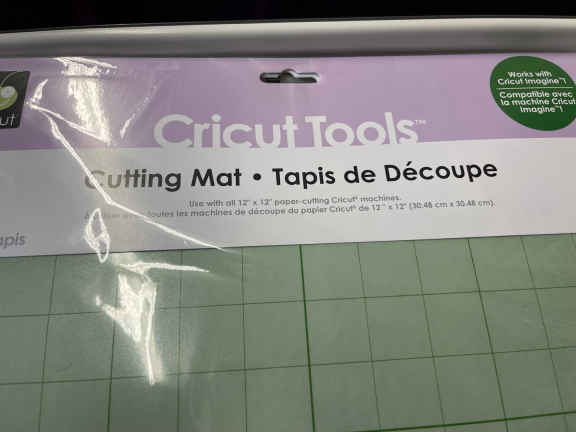 Works with
Cricut Imagine™!
Compatible avec
la machine Cricut
Imagine™!
cut
Cricut Tools™
Cutting Mat • Tapis de Découpe
Use with all 12" x 12" paper-cutting Cricut® machines.
toutes les machines de découpe du papier Cricut® de 12" x 12" (30.48 cm x 30.48 cm).
apis